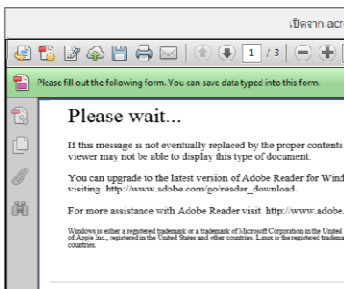 เปิดจาก acr
1 / 3
Please fill out the following form. You can save data typed into this form.
Please wait...
If this message is not eventually replaced by the proper contents
viewer may not be able to display this type of document.
You can upgrade to the latest version of Adobe Reader for Wind
visiting http://www.adobe.com/go/reader_download.
For more assistance with Adobe Reader visit http://www.adobe.
Windows is either a registered trademark or a trademark of Microsoft Corporation in the United
of Apple Inc., registered in the United States and other countries. Linux is the registered tradema
countries.